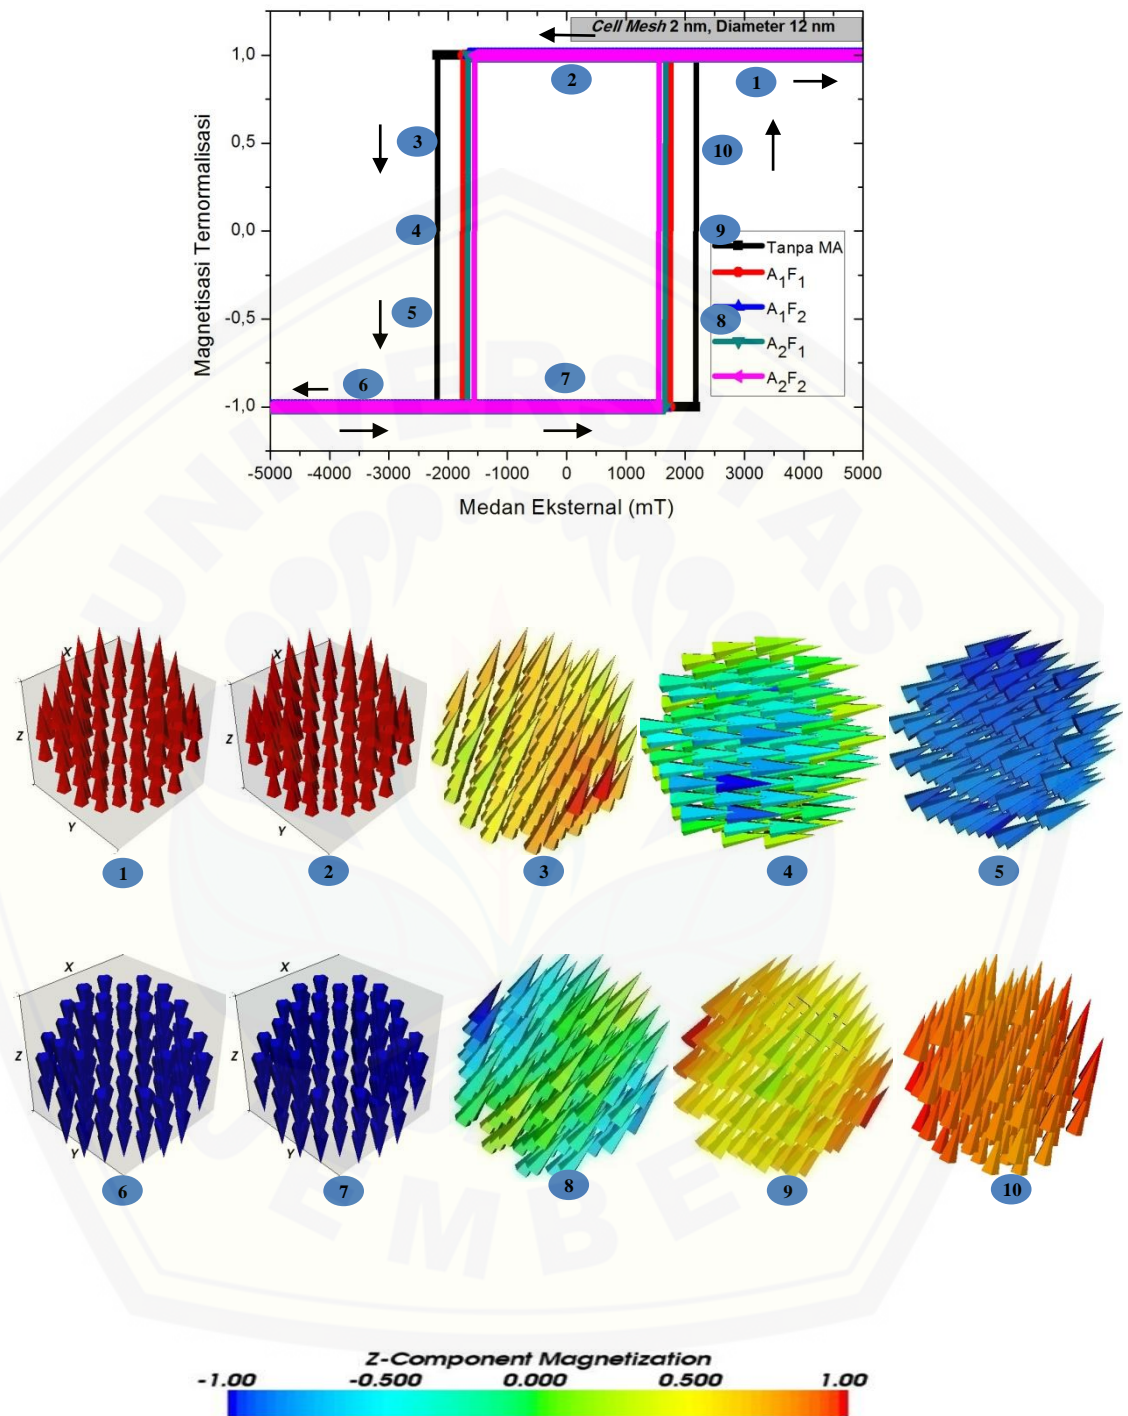 Cell Mesh 2 nm, Diameter 12 nm
1,0
0,5
0,0
-0,5
-1,0
Magnetisasi Ternormalisasi
2
1
3
10
4
9
5
8
6
7
Tanpa MA
A1F1
A1F2
A2F1
A2F2
-5000 -4000 -3000 -2000 -1000 0 1000 2000 3000 4000 5000
Medan Eksternal (mT)
X
Z
Y
1
X
Z
Y
2
3
4
5
X
Z
Y
6
X
Z
Y
7
8
9
10
UNIVERSITAS
JEMBER
Z-Component Magnetization
-1.00 -0.500 0.000 0.500 1.00